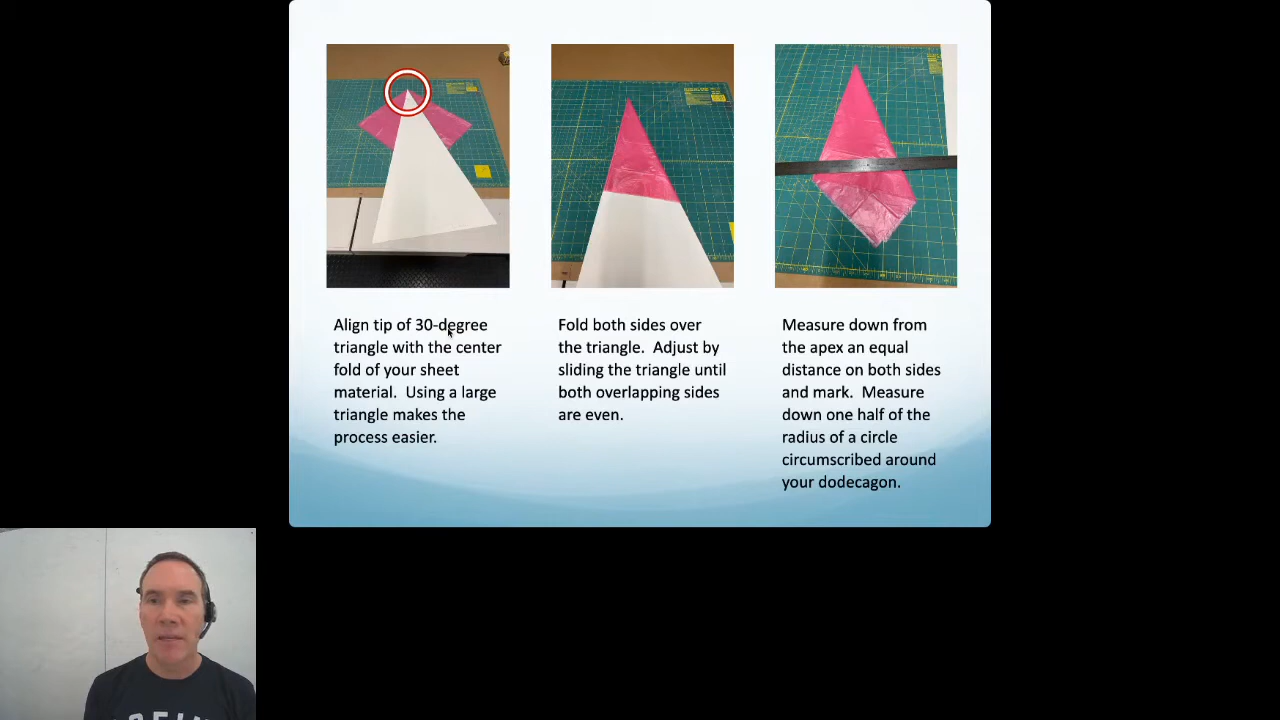 Align tip of 30-degree
triangle with the center
fold of your sheet
material.  Using a large
triangle makes the
process easier.
Fold both sides over
the triangle.  Adjust by
sliding the triangle until
both overlapping sides
are even.
Measure down from
the apex an equal
distance on both sides
and mark.  Measure
down one half of the
radius of a circle
circumscribed around
your dodecagon.